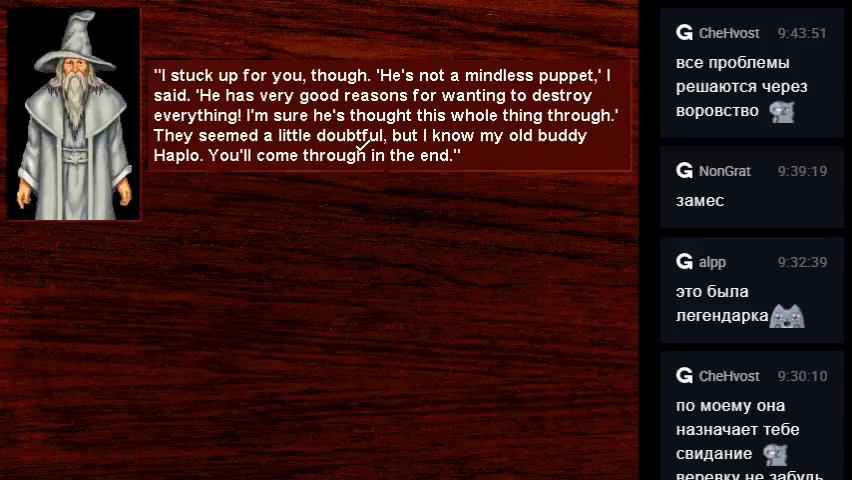 "I stuck up for you, though. 'He's not a mindless puppet,' I
said. 'He has very good reasons for wanting to destroy
everything! I'm sure he's thought this whole thing through.'
They seemed a little doubtful, but I know my old buddy
Haplo. You'll come through in the end."
G CheHvost 9:43:51
все проблемы
решаются через
воровство
G NonGrat 9:39:19
замес
G alpp 9:32:39
это была
легендарка
G CheHvost 9:30:10
по моему она
назначает тебе
свидание
веревку не забудь